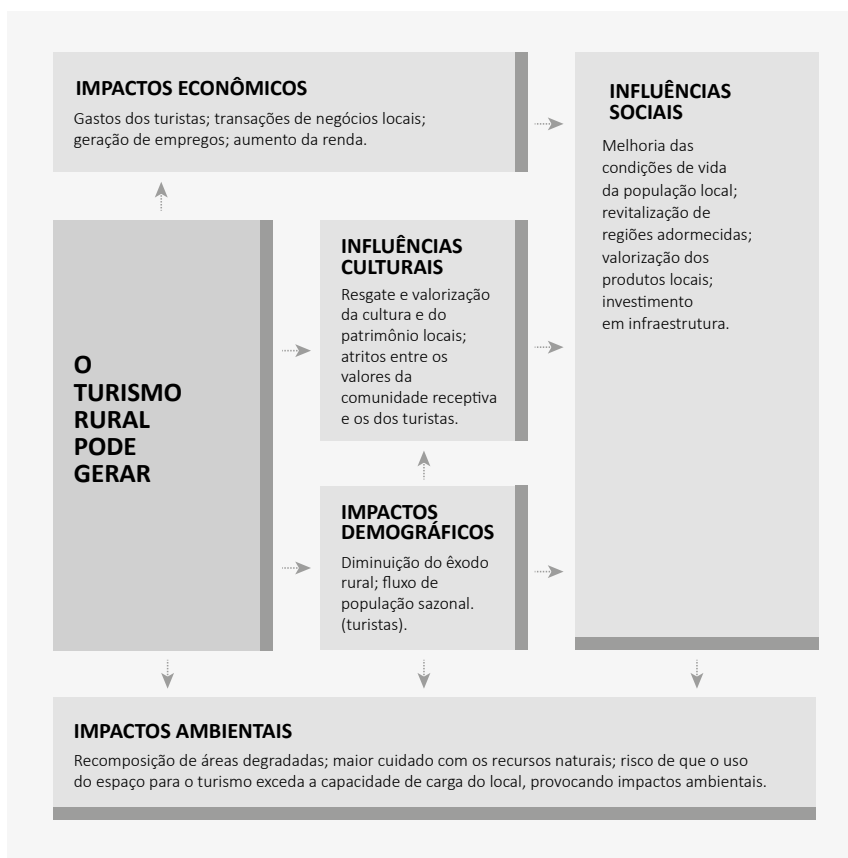 IMPACTOS ECONÔMICOS
Gastos dos turistas; transações de negócios locais;
geração de empregos; aumento da renda.
INFLUÊNCIAS
SOCIAIS
Melhoria das
condições de vida
da população local;
revitalização de
regiões adormecidas;
valorização dos
produtos locais;
investimento
em infraestrutura.
O
TURISMO
RURAL
PODE
GERAR
INFLUÊNCIAS
CULTURAIS
Resgate e valorização
da cultura e do
patrimônio locais;
atritos entre os
valores da
comunidade receptiva
e os dos turistas.
IMPACTOS
DEMOGRÁFICOS
Diminuição do êxodo
rural; fluxo de
população sazonal.
(turistas).
IMPACTOS AMBIENTAIS
Recomposição de áreas degradadas; maior cuidado com os recursos naturais; risco de que o uso
do espaço para o turismo exceda a capacidade de carga do local, provocando impactos ambientais.